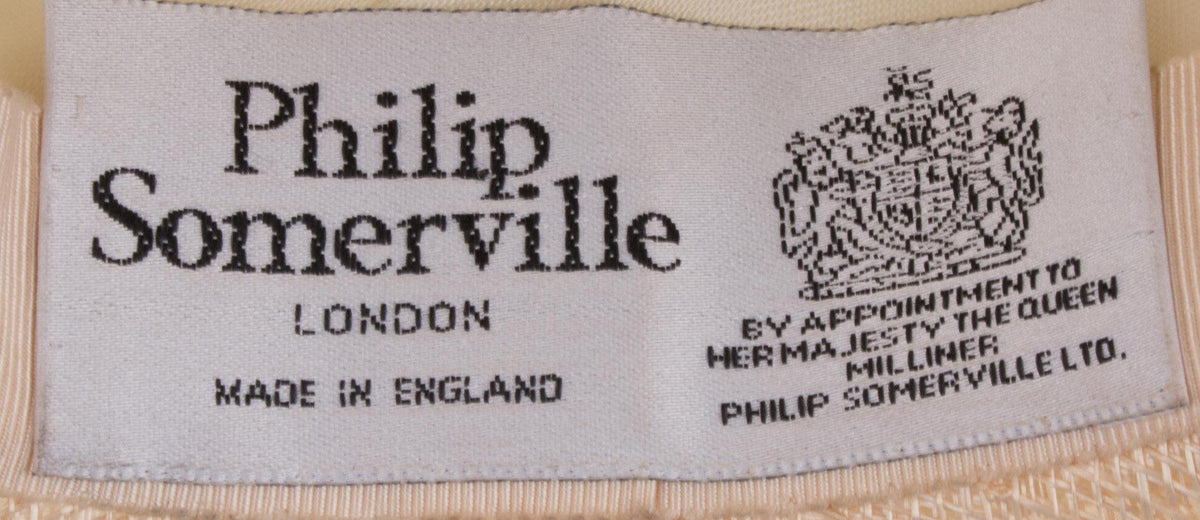 Philip
Somerville
LONDON
MADE IN ENGLAND
BY APPOINTMENT TO
HER MAJESTY THE QUEEN
MILLINER
PHILIP SOMERVILLE LTD.